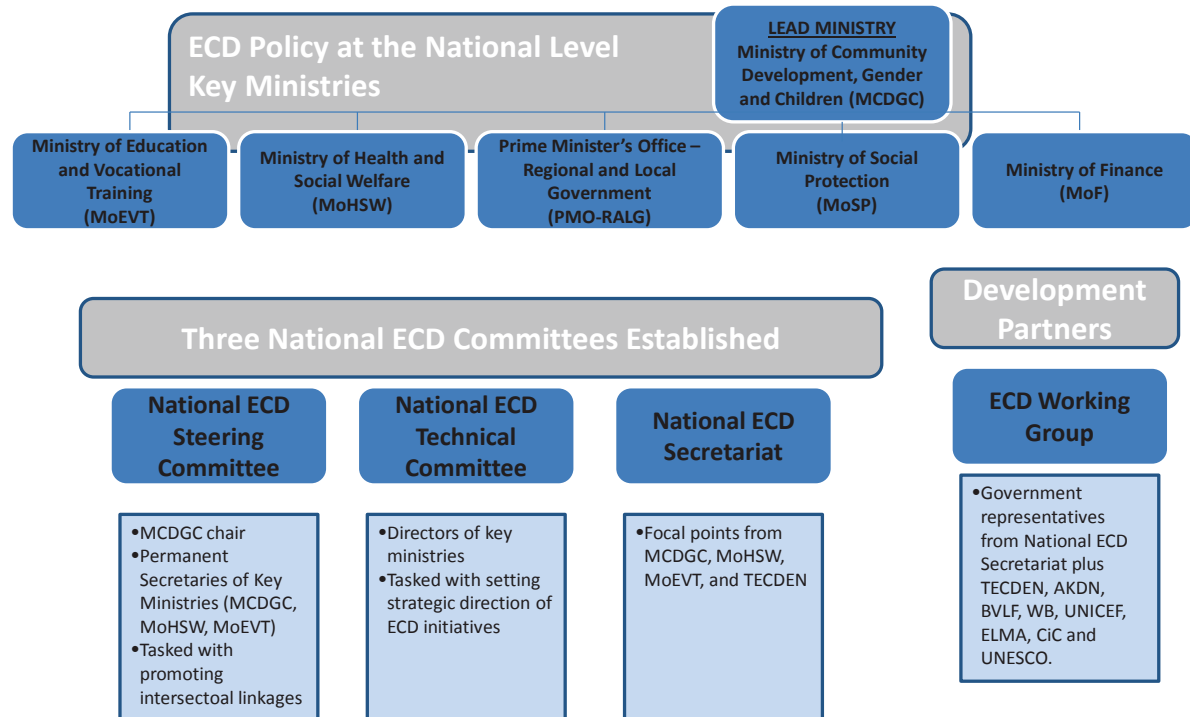 ECD Policy at the National Level
Key Ministries
LEAD MINISTRY
Ministry of Community
Development, Gender
and Children (MCDGC)
Ministry of Education
and Vocational
Training
(MoEVT)
Ministry of Health and
Social Welfare
(MoHSW)
Prime Minister's Office –
Regional and Local
Government
(PMO-RALG)
Ministry of Social
Protection
(MoSP)
Ministry of Finance
(MoF)
Three National ECD Committees Established
National ECD
Steering
Committee
•MCDGC chair
•Permanent
Secretaries of Key
Ministries (MCDGC,
MoHSW, MoEVT)
•Tasked with
promoting
intersectoal linkages
National ECD
Technical
Committee
•Directors of key
ministries
•Tasked with setting
strategic direction of
ECD initiatives
National ECD
Secretariat
•Focal points from
MCDGC, MoHSW,
MoEVT, and TECDEN
Development
Partners
ECD Working
Group
•Government
representatives
from National ECD
Secretariat plus
TECDEN, AKDN,
BVLF, WB, UNICEF,
ELMA, CiC and
UNESCO.